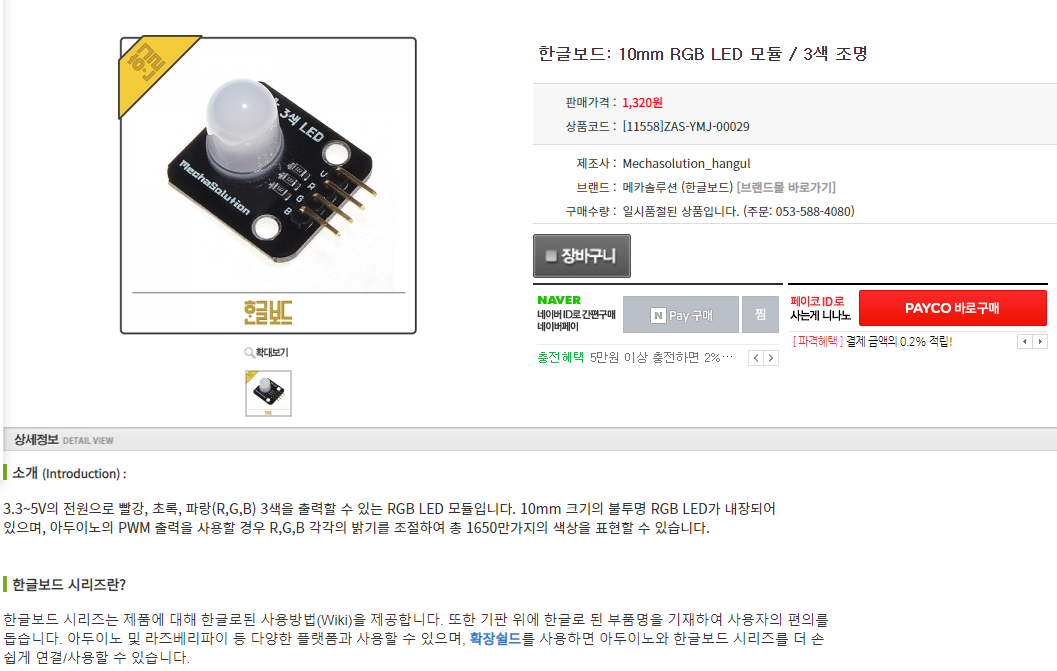 한글보드: 10mm RGB LED 모듈 / 3색 조명
한글
3색 LED
MechaSolution
V
R
G
B
한글보드
확대보기
판매가격 : 1,320원
상품코드 : [11558]ZAS-YMJ-00029
제조사 : Mechasolution_hangul
브랜드 : 메카솔루션 (한글보드) [브랜드몰 바로가기]
구매수량 : 일시품절된 상품입니다. (주문: 053-588-4080)
장바구니
NAVER
네이버 ID로 간편구매
네이버페이
N Pay 구매
찜
충전혜택 5만원 이상 충전하면 2%···
페이코 ID로
사는게 니나노
PAYCO 바로구매
[ 파격혜택 ] 결제 금액의 0.2% 적립!
상세정보 DETAIL VIEW
소개 (Introduction) :
3.3~5V의 전원으로 빨강, 초록, 파랑(R,G,B) 3색을 출력할 수 있는 RGB LED 모듈입니다. 10mm 크기의 불투명 RGB LED가 내장되어
있으며, 아두이노의 PWM 출력을 사용할 경우 R,G,B 각각의 밝기를 조절하여 총 1650만가지의 색상을 표현할 수 있습니다.
한글보드 시리즈란?
한글보드 시리즈는 제품에 대해 한글로된 사용방법(Wiki)을 제공합니다. 또한 기판 위에 한글로 된 부품명을 기재하여 사용자의 편의를
돕습니다. 아두이노 및 라즈베리파이 등 다양한 플랫폼과 사용할 수 있으며, 확장쉴드를 사용하면 아두이노와 한글보드 시리즈를 더 손
쉽게 연결/사용할 수 있습니다.